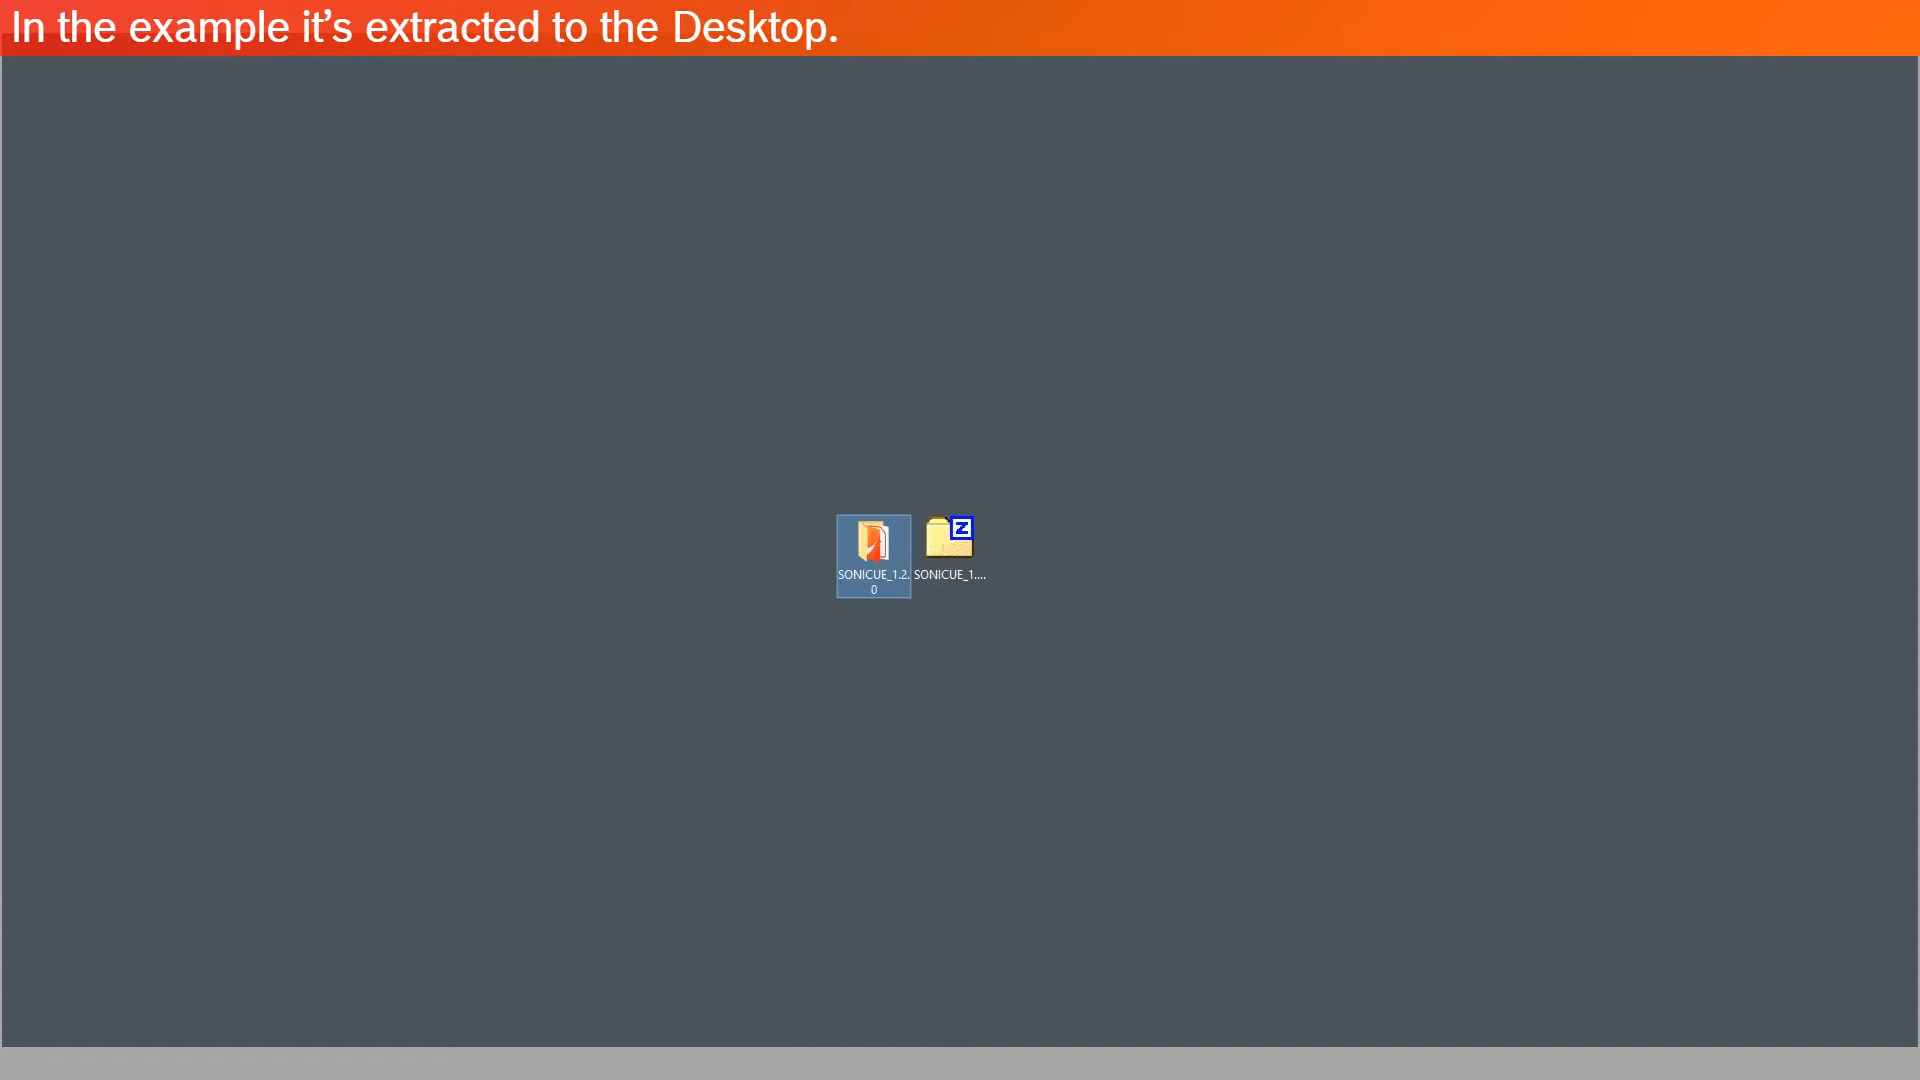 In the example it’s extracted to the Desktop.
SONICUE_1.2.
0
SONICUE_1....
Z